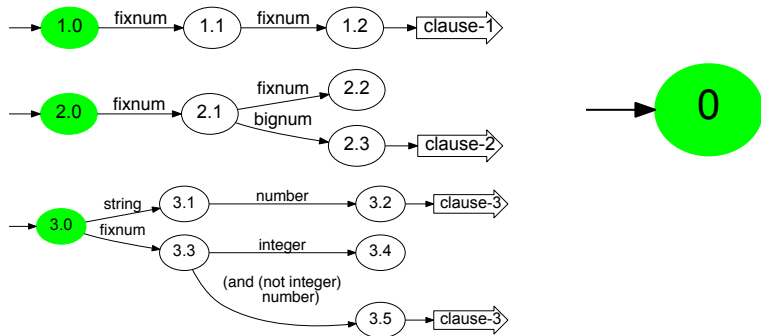 1.0 fixnum 1.1 fixnum 1.2 clause-1
fixnum 2.2
2.0 fixnum 2.1
bignum
2.3 clause-2
0
string 3.1 number 3.2 clause-3
3.0 fixnum
3.3 integer 3.4
(and (not integer)
number)
3.5 clause-3